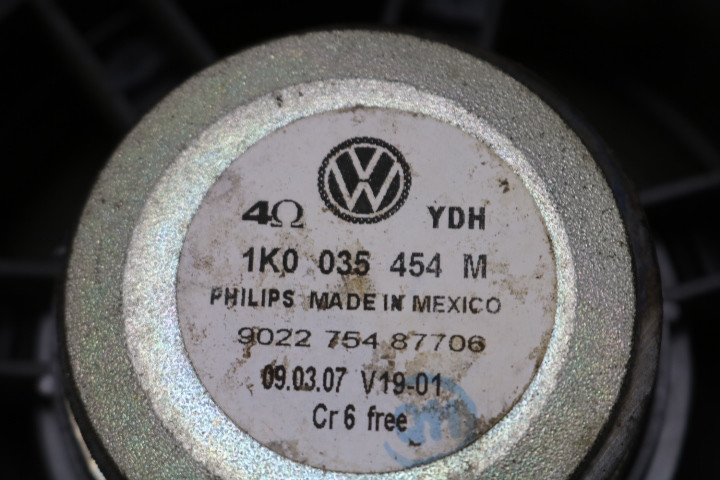 4Ω YDH
1K0 035 454 M
PHILIPS MADE IN MEXICO
9022 754 87706
09.03.07 V19-01
Cr 6 free